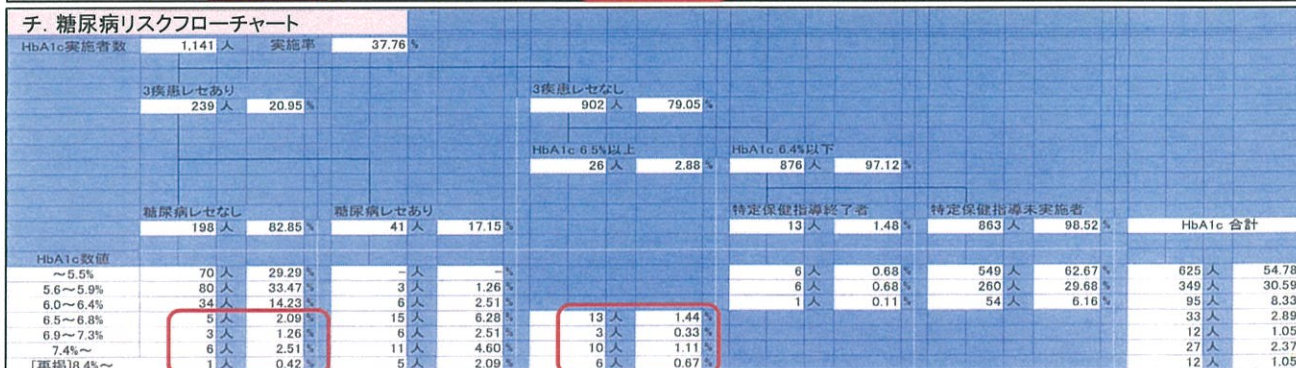 チ. 糖尿病リスクフローチャート
HbA1c実施者数 1,141 人 実施率 37.76 %
3疾患レセあり 3疾患レセなし
239 人 20.95 % 902 人 79.05 %
HbA1c 6.5%以上 HbA1c 6.4%以下
26 人 2.88 % 876 人 97.12 %
糖尿病レセなし 糖尿病レセあり 特定保健指導終了者 特定保健指導未実施者
198 人 82.85 % 41 人 17.15 % 13 人 1.48 % 863 人 98.52 % HbA1c 合計
HbA1c数値
～5.5% 70 人 29.29 % － 人 － % 6 人 0.68 % 549 人 62.67 % 625 人 54.78
5.6～5.9% 80 人 33.47 % 3 人 1.26 % 6 人 0.68 % 260 人 29.68 % 349 人 30.59
6.0～6.4% 34 人 14.23 % 6 人 2.51 % 1 人 0.11 % 54 人 6.16 % 95 人 8.33
6.5～6.8% 5 人 2.09 % 15 人 6.28 % 13 人 1.44 % 33 人 2.89
6.9～7.3% 3 人 1.26 % 6 人 2.51 % 3 人 0.33 % 12 人 1.05
7.4%～ 6 人 2.51 % 11 人 4.60 % 10 人 1.11 % 27 人 2.37
[再掲]8.4%～ 1 人 0.42 % 5 人 2.09 % 6 人 0.67 % 12 人 1.05